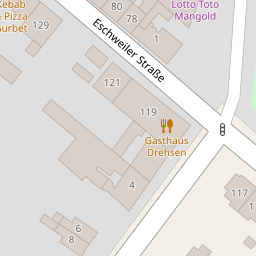 Kebab
& Pizza
Gurbet
129
80
78
Lotto Toto
Mangold
1
Eschweiler Straße
121
119
Gasthaus
Drehsen
4
6
8
117